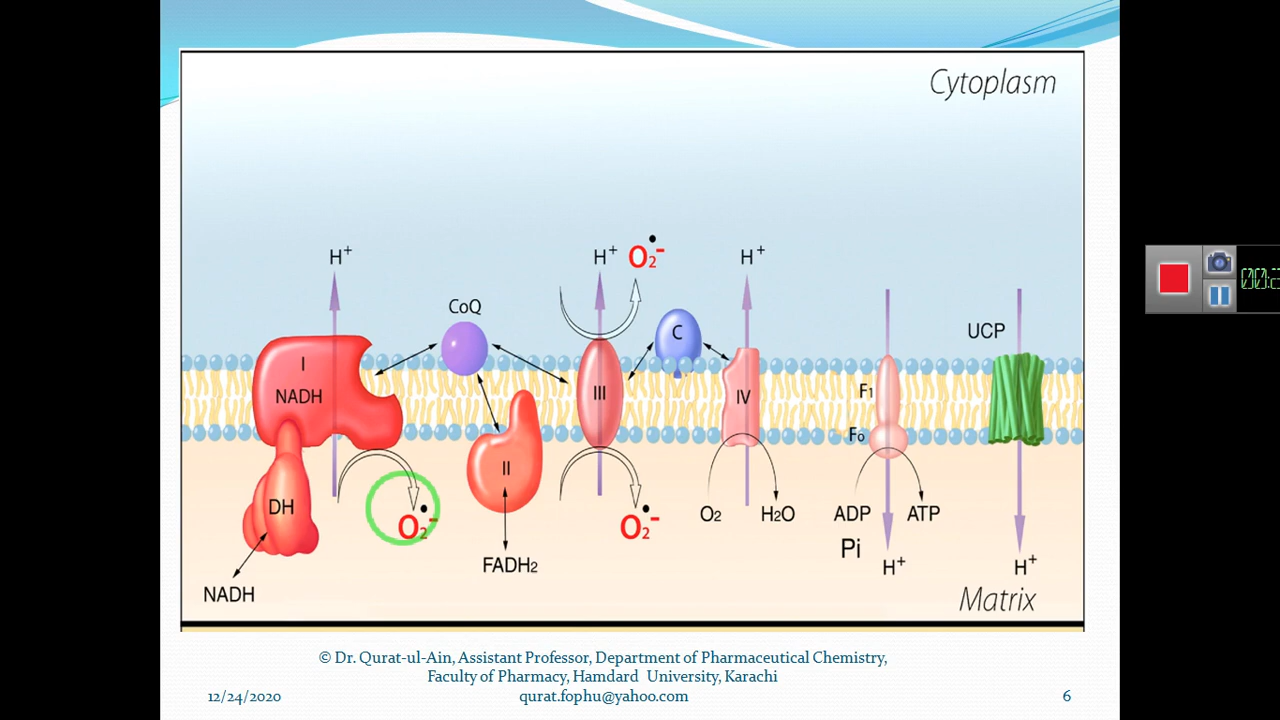 Cytoplasm
H⁺
H⁺
O₂•⁻
H⁺
CoQ
C
UCP
I
NADH
III
IV
F1
Fo
II
DH
O₂•⁻
O₂•⁻
O2
H2O
ADP
ATP
Pi
FADH2
H⁺
H⁺
NADH
Matrix
© Dr. Qurat-ul-Ain, Assistant Professor, Department of Pharmaceutical Chemistry,
Faculty of Pharmacy, Hamdard University, Karachi
12/24/2020
qurat.fophu@yahoo.com
6